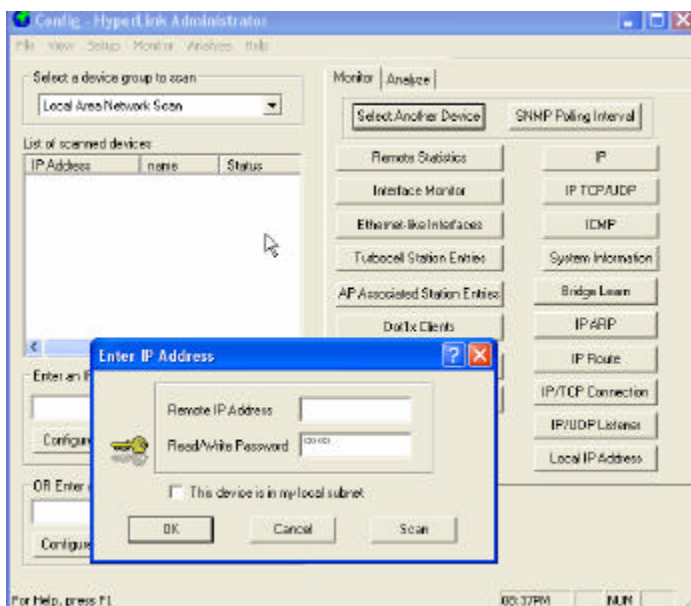 Config - HyperLink Administrator
File View Setup Monitor Analyze Help
Select a device group to scan
Local Area Network Scan
List of scanned devices
IP Address name Status
Enter an
Configure
OR Enter
Configure
Monitor Analyze
Select Another Device SNMP Polling Interval
Remote Statistics IP
Interface Monitor IP TCP/UDP
Ethernet-like Interfaces ICMP
Turbocell Station Entries System Information
AP Associated Station Entries Bridge Learn
Dot1x Clients IP ARP
IP Route
IP/TCP Connection
IP/UDP Listener
Local IP Address
Enter IP Address
Remote IP Address
Read/Write Password
This device is in my local subnet
OK Cancel Scan
For Help, press F1 NUM